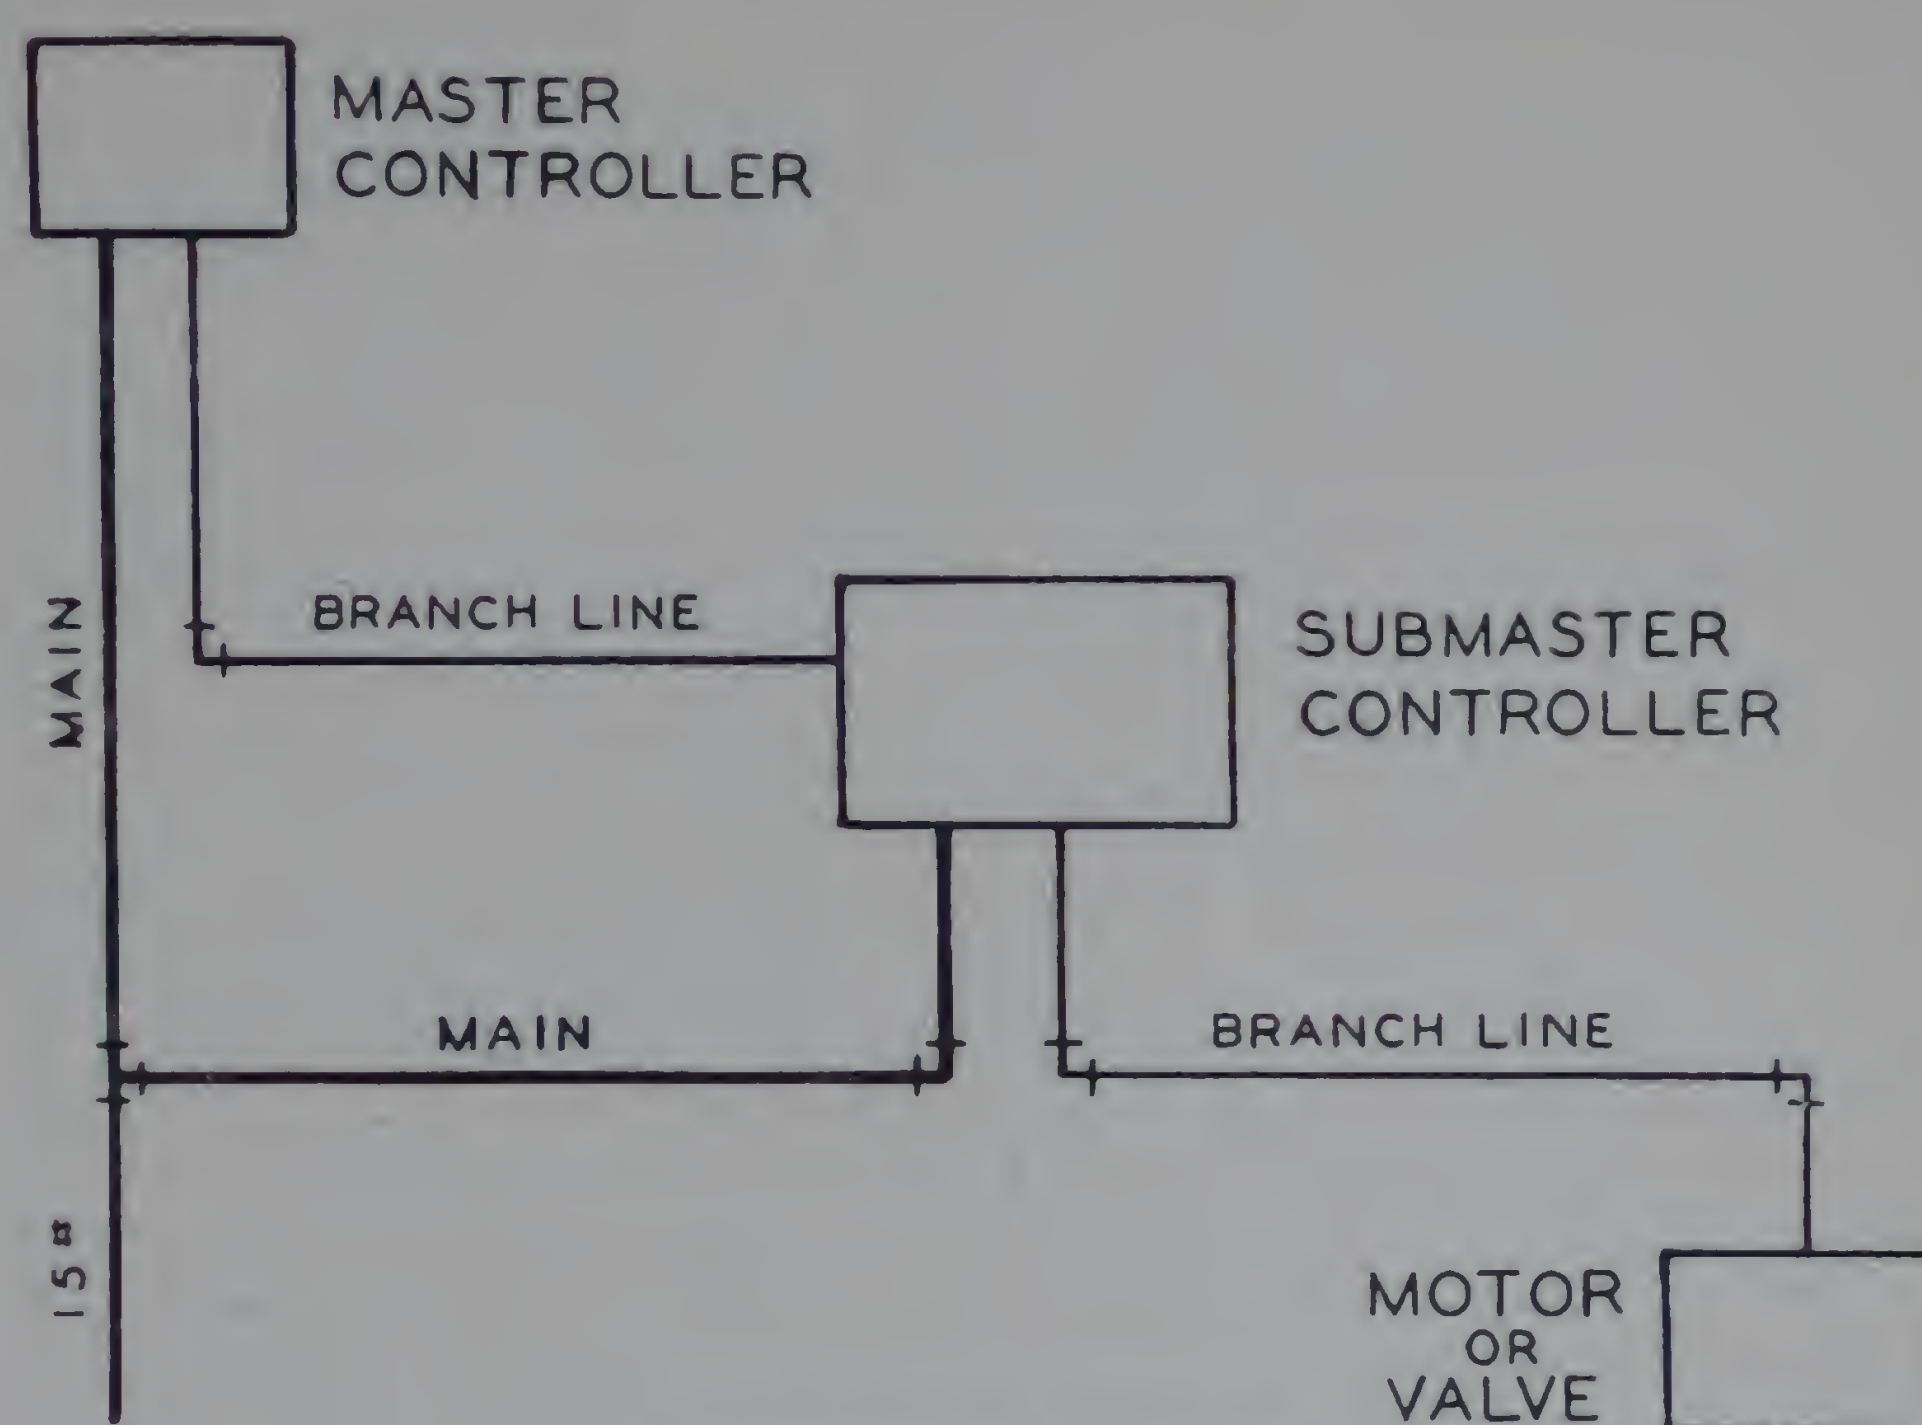 MASTER
CONTROLLER
MAIN
BRANCH LINE
SUBMASTER
CONTROLLER
MAIN
BRANCH LINE
15#
MOTOR
OR
VALVE